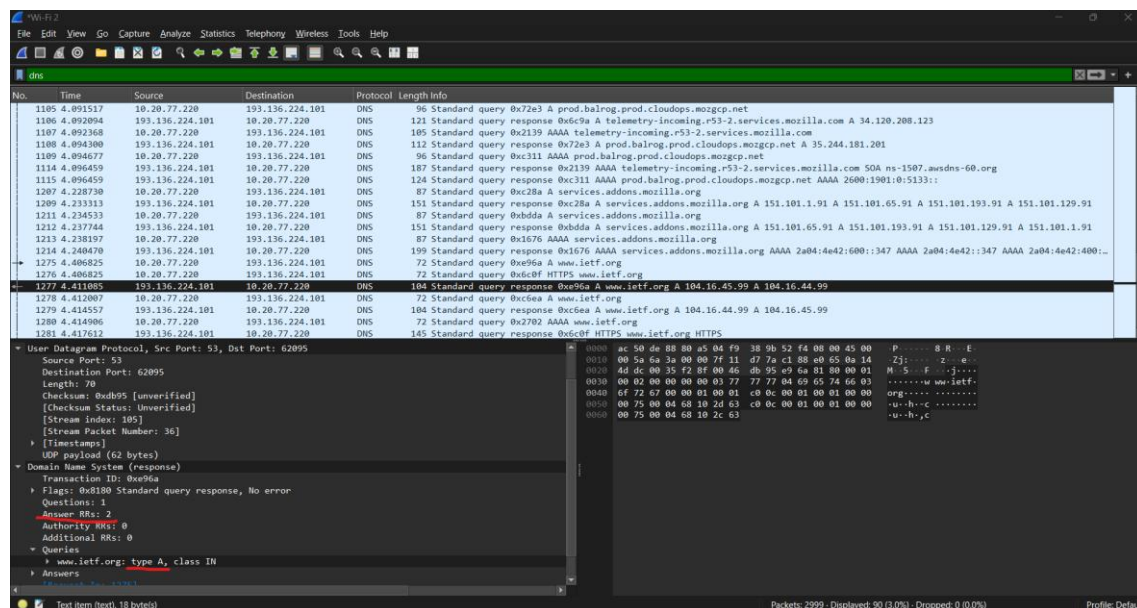 *Wi-Fi 2
File Edit View Go Capture Analyze Statistics Telephony Wireless Tools Help
dns
No. Time Source Destination Protocol Length Info
1105 4.091517 10.20.77.220 193.136.224.101 DNS 96 Standard query 0x72e3 A prod.balrog.prod.cloudops.mozgcp.net
1106 4.092094 193.136.224.101 10.20.77.220 DNS 121 Standard query response 0x6c9a A telemetry-incoming.r53-2.services.mozilla.com A 34.120.208.123
1107 4.092368 10.20.77.220 193.136.224.101 DNS 105 Standard query 0x2139 AAAA telemetry-incoming.r53-2.services.mozilla.com
1108 4.094300 193.136.224.101 10.20.77.220 DNS 112 Standard query response 0x72e3 A prod.balrog.prod.cloudops.mozgcp.net A 35.244.181.201
1109 4.094677 10.20.77.220 193.136.224.101 DNS 96 Standard query 0xc311 AAAA prod.balrog.prod.cloudops.mozgcp.net
1114 4.096459 193.136.224.101 10.20.77.220 DNS 187 Standard query response 0x2139 AAAA telemetry-incoming.r53-2.services.mozilla.com SOA ns-1507.awsdns-60.org
1115 4.096459 193.136.224.101 10.20.77.220 DNS 124 Standard query response 0xc311 AAAA prod.balrog.prod.cloudops.mozgcp.net AAAA 2600:1901:0:5133::
1207 4.228730 10.20.77.220 193.136.224.101 DNS 87 Standard query 0xc28a A services.addons.mozilla.org
1209 4.233313 193.136.224.101 10.20.77.220 DNS 151 Standard query response 0xc28a A services.addons.mozilla.org A 151.101.1.91 A 151.101.65.91 A 151.101.193.91 A 151.101.129.91
1211 4.234533 10.20.77.220 193.136.224.101 DNS 87 Standard query 0xbdda A services.addons.mozilla.org
1212 4.237744 193.136.224.101 10.20.77.220 DNS 151 Standard query response 0xbdda A services.addons.mozilla.org A 151.101.65.91 A 151.101.193.91 A 151.101.129.91 A 151.101.1.91
1213 4.238197 10.20.77.220 193.136.224.101 DNS 87 Standard query 0x1676 AAAA services.addons.mozilla.org
1214 4.240470 193.136.224.101 10.20.77.220 DNS 199 Standard query response 0x1676 AAAA services.addons.mozilla.org AAAA 2a04:4e42:600::347 AAAA 2a04:4e42::347 AAAA 2a04:4e42:400:…
1275 4.406825 10.20.77.220 193.136.224.101 DNS 72 Standard query 0xe96a A www.ietf.org
1276 4.406825 10.20.77.220 193.136.224.101 DNS 72 Standard query 0x6c0f HTTPS www.ietf.org
1277 4.411085 193.136.224.101 10.20.77.220 DNS 104 Standard query response 0xe96a A www.ietf.org A 104.16.45.99 A 104.16.44.99
1278 4.412007 10.20.77.220 193.136.224.101 DNS 72 Standard query 0xc6ea A www.ietf.org
1279 4.414557 193.136.224.101 10.20.77.220 DNS 104 Standard query response 0xc6ea A www.ietf.org A 104.16.44.99 A 104.16.45.99
1280 4.414906 10.20.77.220 193.136.224.101 DNS 72 Standard query 0x2702 AAAA www.ietf.org
1281 4.417612 193.136.224.101 10.20.77.220 DNS 145 Standard query response 0x6c0f HTTPS www.ietf.org HTTPS
User Datagram Protocol, Src Port: 53, Dst Port: 62095
Source Port: 53
Destination Port: 62095
Length: 70
Checksum: 0xdb95 [unverified]
[Checksum Status: Unverified]
[Stream index: 105]
[Stream Packet Number: 36]
[Timestamps]
UDP payload (62 bytes)
Domain Name System (response)
Transaction ID: 0xe96a
Flags: 0x8180 Standard query response, No error
Questions: 1
Answer RRs: 2
Authority RRs: 0
Additional RRs: 0
Queries
www.ietf.org: type A, class IN
Answers
0000 ac 50 de 88 80 a5 04 f9 38 9b 52 f4 08 00 45 00
0010 00 5a 6a 3a 00 00 7f 11 d7 7a c1 88 e0 65 0a 14
0020 4d dc 00 35 f2 8f 00 46 db 95 e9 6a 81 80 00 01
0030 00 02 00 00 00 00 03 77 77 77 04 69 65 74 66 03
0040 6f 72 67 00 00 01 00 01 c0 0c 00 01 00 01 00 00
0050 00 75 00 04 68 10 2d 63 c0 0c 00 01 00 01 00 00
0060 00 75 00 04 68 10 2c 63
Text item (text), 18 byte(s)
Packets: 2999 · Displayed: 90 (3.0%) · Dropped: 0 (0.0%)
Profile: Defau